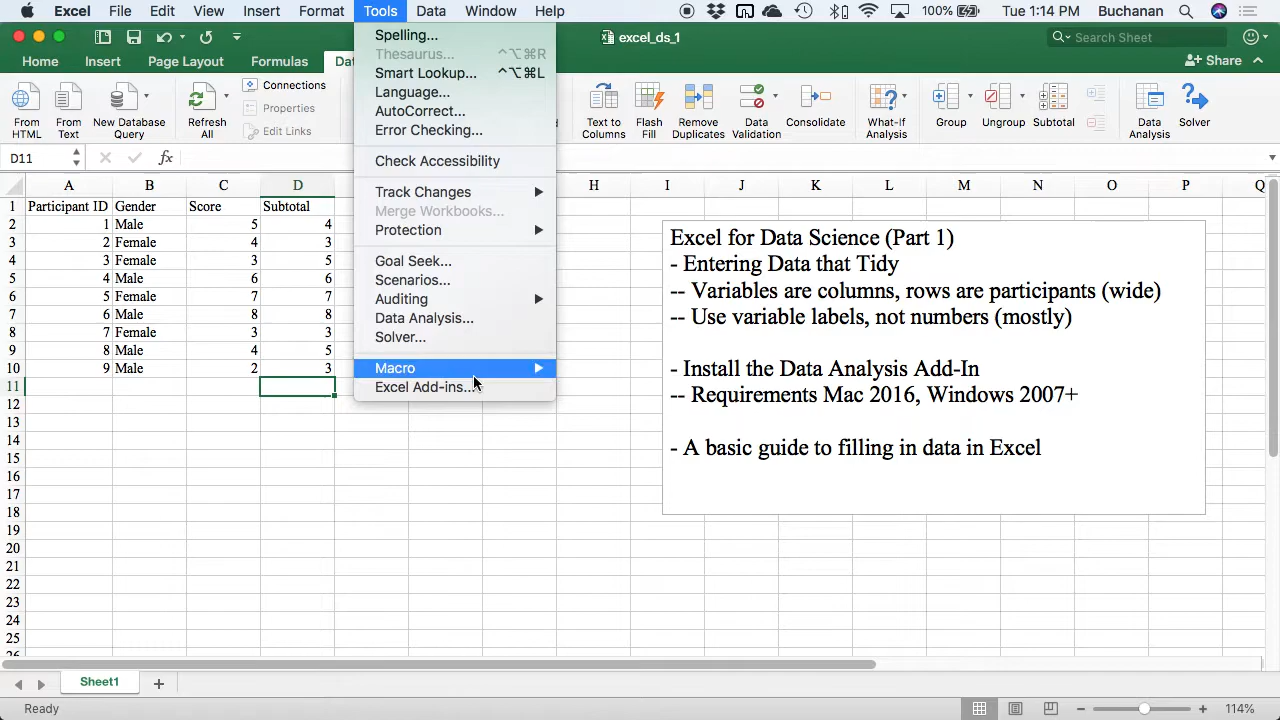 Excel File Edit View Insert Format Tools Data Window Help 100% Tue 1:14 PM Buchanan
excel_ds_1
Search Sheet
Home Insert Page Layout Formulas
Share
From HTML
From Text
New Database Query
Connections
Properties
Edit Links
Refresh All
Text to Columns
Flash Fill
Remove Duplicates
Data Validation
Consolidate
What-If Analysis
Group
Ungroup
Subtotal
Data Analysis
Solver
Spelling...
Thesaurus... ^⌥⌘R
Smart Lookup... ^⌥⌘L
Language...
AutoCorrect...
Error Checking...
Check Accessibility
Track Changes
Merge Workbooks...
Protection
Goal Seek...
Scenarios...
Auditing
Data Analysis...
Solver...
Macro
Excel Add-ins...
D11 fx
A B C D H I J K L M N O P Q
1 Participant ID Gender Score Subtotal
2 1 Male 5 4
3 2 Female 4 3
4 3 Female 3 5
5 4 Male 6 6
6 5 Female 7 7
7 6 Male 8 8
8 7 Female 3 3
9 8 Male 4 5
10 9 Male 2 3
11
12
13
14
15
16
17
18
19
20
21
22
23
24
25
Excel for Data Science (Part 1)
- Entering Data that Tidy
-- Variables are columns, rows are participants (wide)
-- Use variable labels, not numbers (mostly)
- Install the Data Analysis Add-In
-- Requirements Mac 2016, Windows 2007+
- A basic guide to filling in data in Excel
Sheet1
Ready
114%